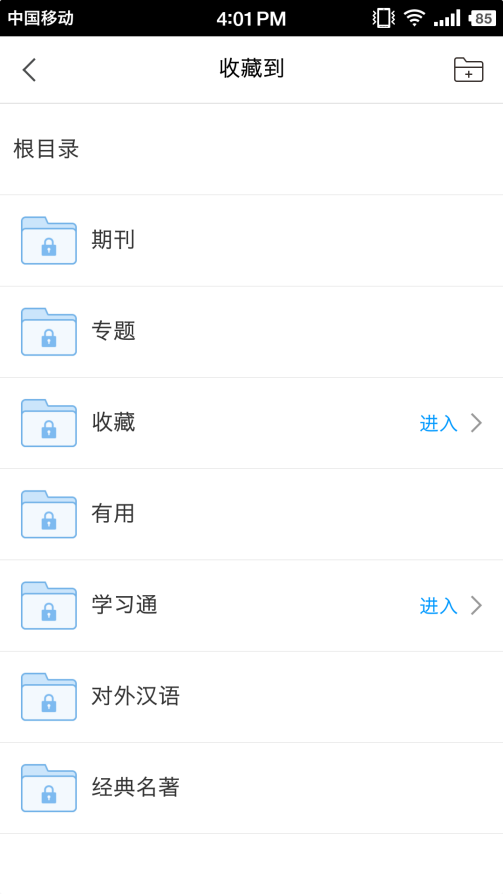 中国移动 4:01 PM 85
收藏到
根目录
期刊
专题
收藏 进入
有用
学习通 进入
对外汉语
经典名著